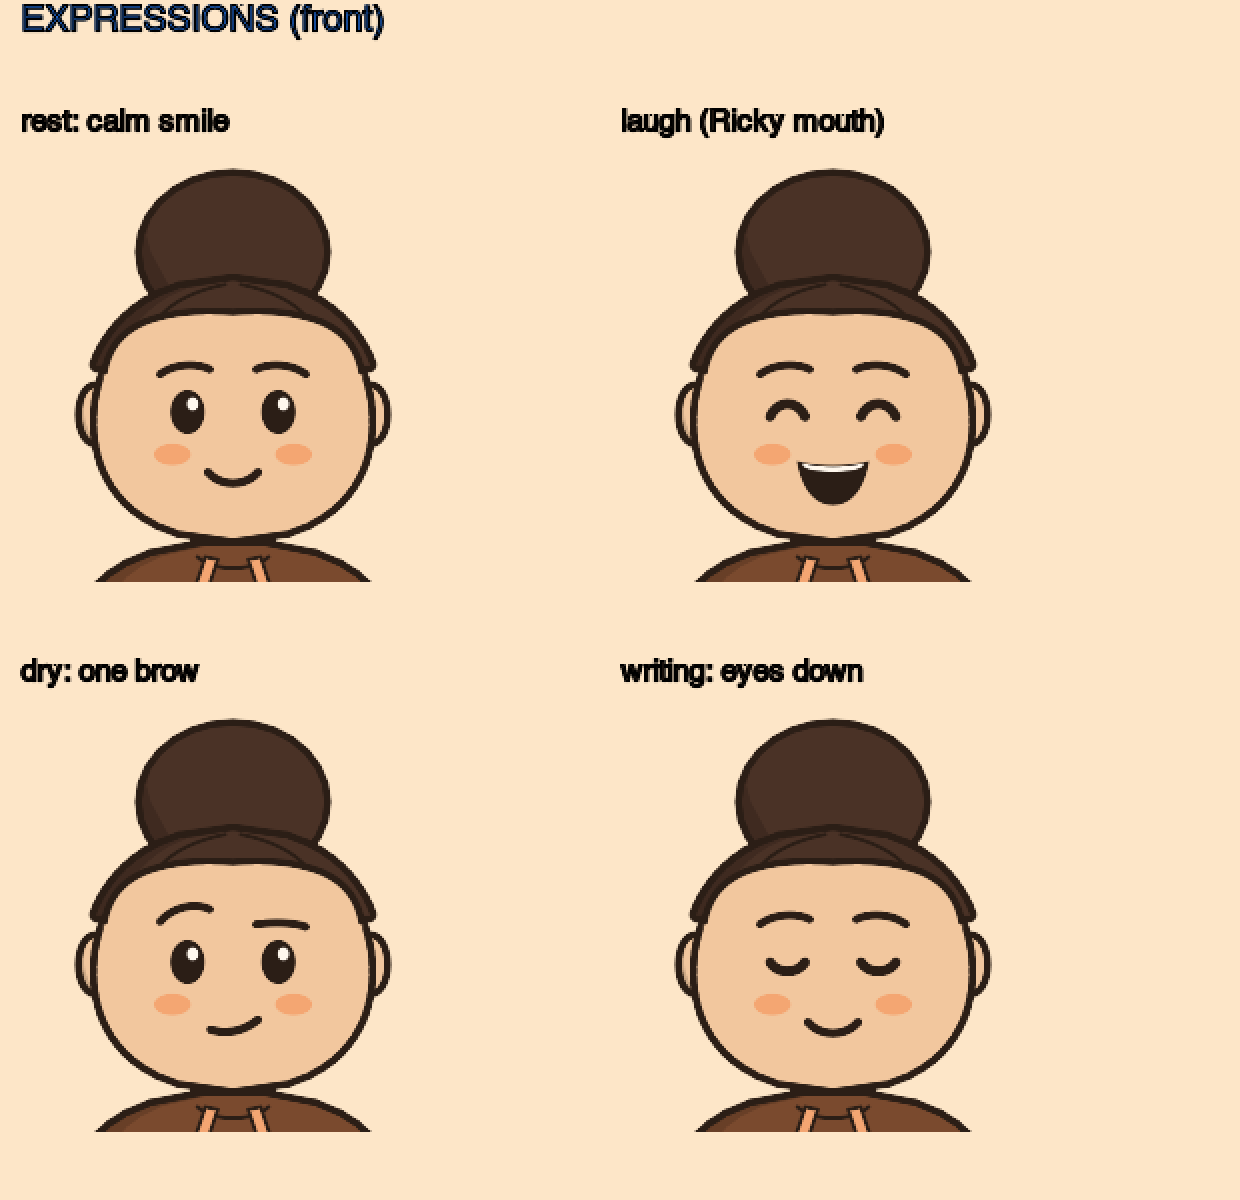 EXPRESSIONS (front)
rest: calm smile
laugh (Ricky mouth)
dry: one brow
writing: eyes down